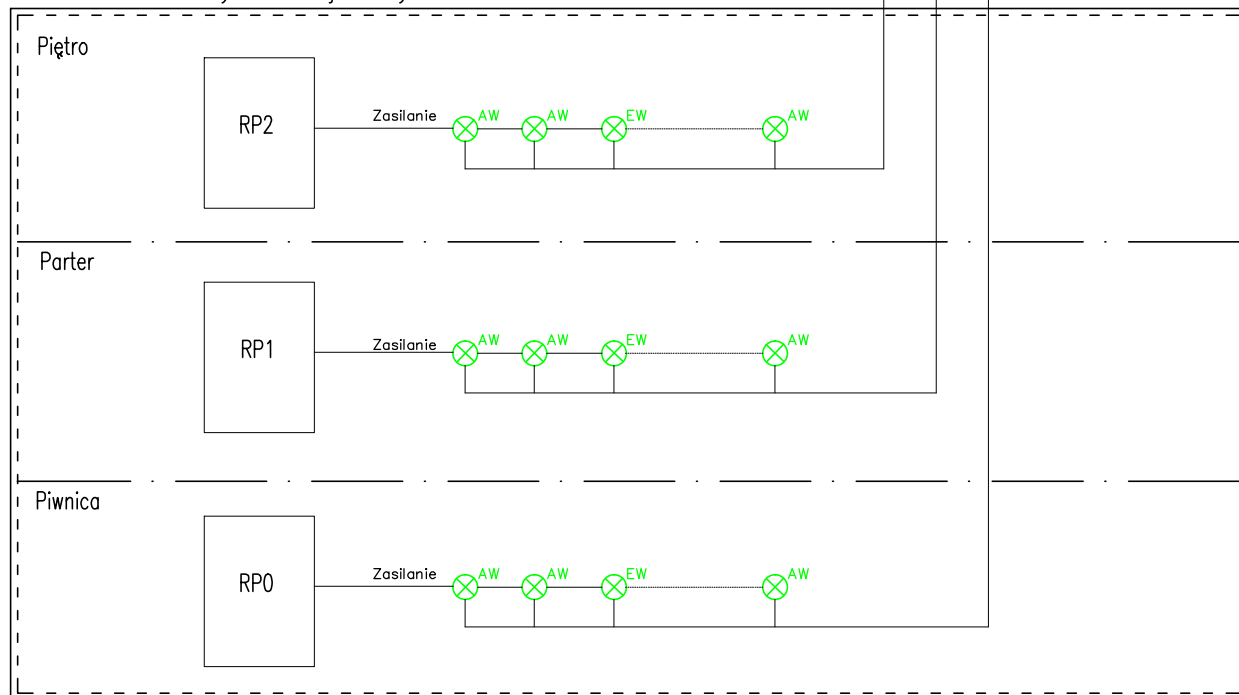 Piętro
RP2
Zasilanie
AW
AW
EW
AW
Parter
RP1
Zasilanie
AW
AW
EW
AW
Piwnica
RP0
Zasilanie
AW
AW
EW
AW